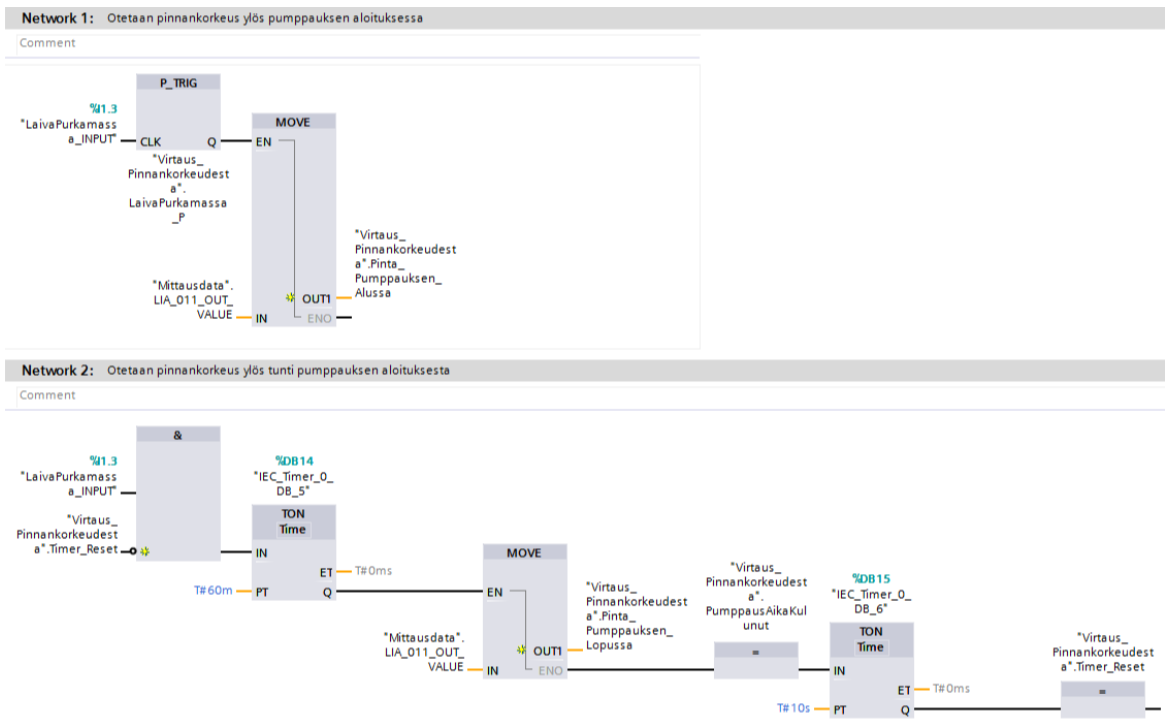 Network 1: Otetaan pinnankorkeus ylös pumppauksen aloituksessa
Comment
P_TRIG
%I1.3
"LaivaPurkamass
a_INPUT"
CLK
Q
"Virtaus_
Pinnankorkeudest
a".
LaivaPurkamassa
_P
MOVE
EN
"Mittausdata".
LIA_011_OUT_
VALUE
IN
OUT1
ENO
"Virtaus_
Pinnankorkeudest
a".Pinta_
Pumppauksen_
Alussa
Network 2: Otetaan pinnankorkeus ylös tunti pumppauksen aloituksesta
Comment
&
%I1.3
"LaivaPurkamass
a_INPUT"
"Virtaus_
Pinnankorkeudest
a".Timer_Reset
%DB14
"IEC_Timer_0_
DB_5"
TON
Time
IN
ET
T#0ms
T#60m
PT
Q
MOVE
EN
"Mittausdata".
LIA_011_OUT_
VALUE
IN
OUT1
ENO
"Virtaus_
Pinnankorkeudest
a".Pinta_
Pumppauksen_
Lopussa
"Virtaus_
Pinnankorkeudest
a".
PumppausAikaKul
unut
=
%DB15
"IEC_Timer_0_
DB_6"
TON
Time
IN
ET
T#0ms
T#10s
PT
Q
"Virtaus_
Pinnankorkeudest
a".Timer_Reset
=